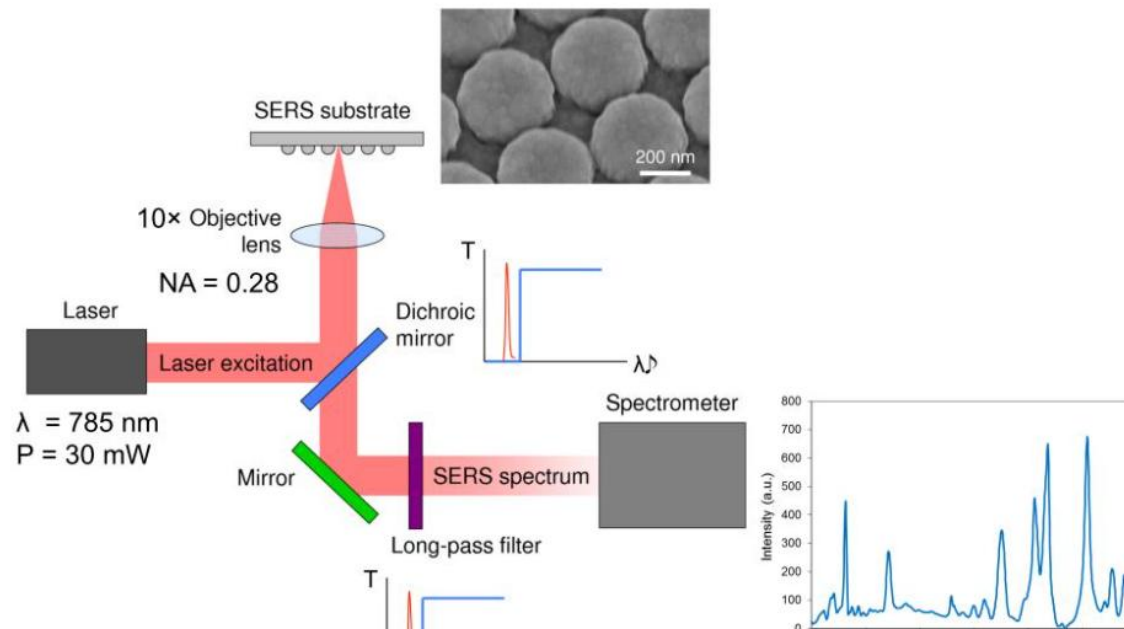 SERS substrate
200 nm
10× Objective
lens
NA = 0.28
T
Dichroic
mirror
λ♪
Laser
Laser excitation
λ = 785 nm
P = 30 mW
Spectrometer
Mirror
SERS spectrum
Long-pass filter
T
Intensity (a.u.)
800
700
600
500
400
300
200
100
0